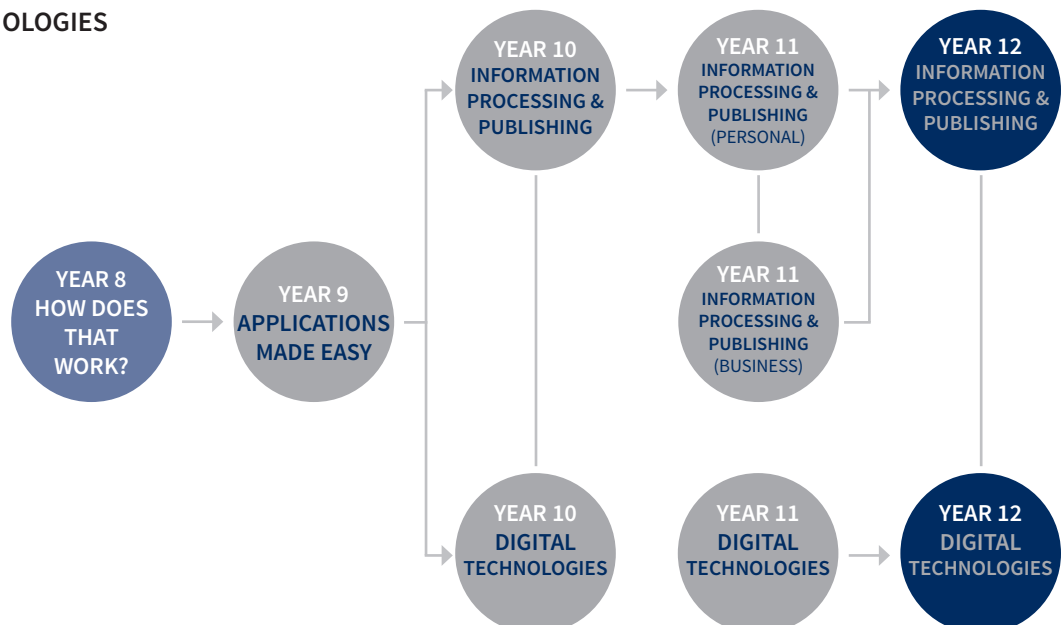 OLOGIES
YEAR 8
HOW DOES
THAT
WORK?
YEAR 9
APPLICATIONS
MADE EASY
YEAR 10
INFORMATION
PROCESSING &
PUBLISHING
YEAR 11
INFORMATION
PROCESSING &
PUBLISHING
(PERSONAL)
YEAR 12
INFORMATION
PROCESSING &
PUBLISHING
YEAR 11
INFORMATION
PROCESSING &
PUBLISHING
(BUSINESS)
YEAR 10
DIGITAL
TECHNOLOGIES
YEAR 11
DIGITAL
TECHNOLOGIES
YEAR 12
DIGITAL
TECHNOLOGIES